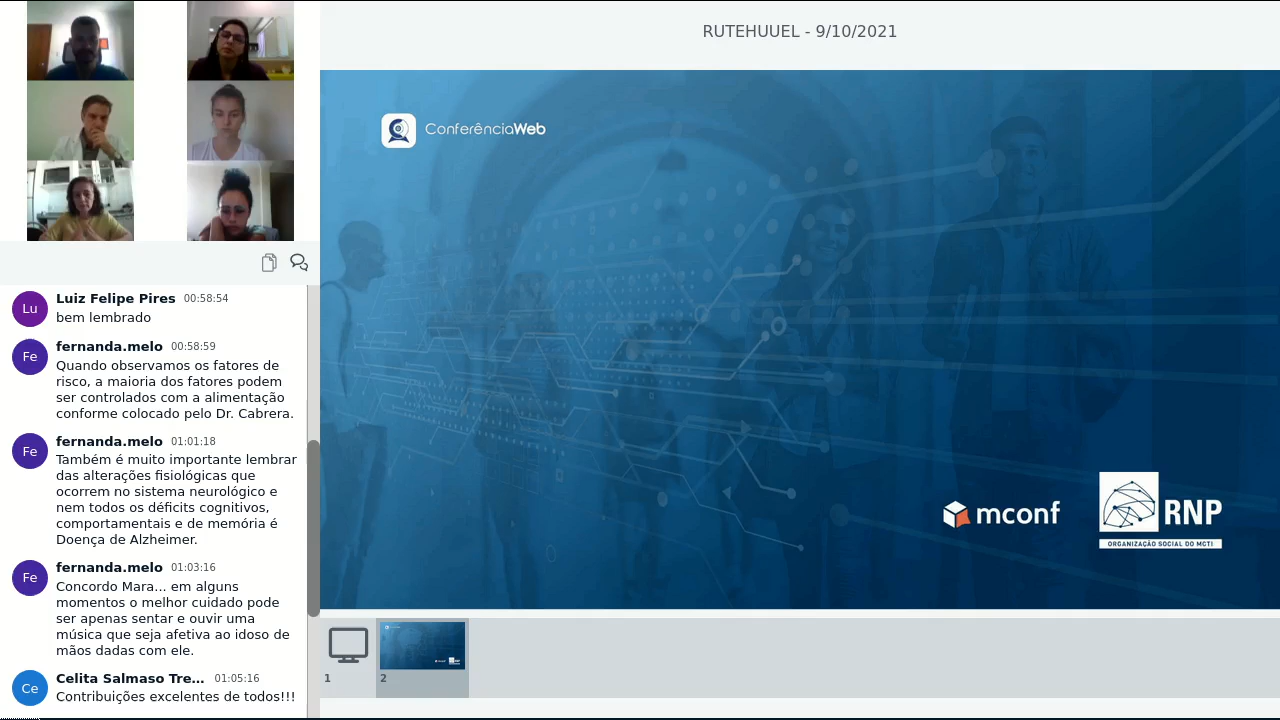 RUTEHUUEL - 9/10/2021
ConferênciaWeb
mconf
RNP
ORGANIZAÇÃO SOCIAL DO MCTI
1
2
Lu
Luiz Felipe Pires 00:58:54
bem lembrado
Fe
fernanda.melo 00:58:59
Quando observamos os fatores de
risco, a maioria dos fatores podem
ser controlados com a alimentação
conforme colocado pelo Dr. Cabrera.
Fe
fernanda.melo 01:01:18
Também é muito importante lembrar
das alterações fisiológicas que
ocorrem no sistema neurológico e
nem todos os déficits cognitivos,
comportamentais e de memória é
Doença de Alzheimer.
Fe
fernanda.melo 01:03:16
Concordo Mara... em alguns
momentos o melhor cuidado pode
ser apenas sentar e ouvir uma
música que seja afetiva ao idoso de
mãos dadas com ele.
Ce
Celita Salmaso Tre... 01:05:16
Contribuições excelentes de todos!!!